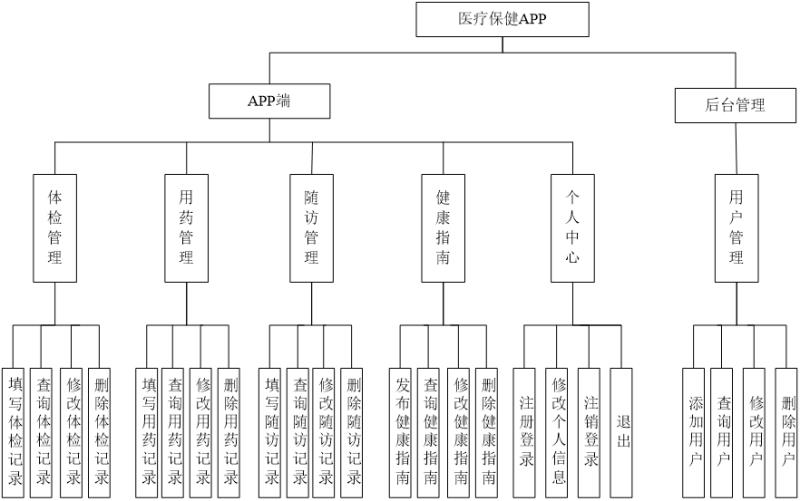 医疗保健APP
APP端
后台管理
体检管理
用药管理
随访管理
健康指南
个人中心
用户管理
填写体检记录
查询体检记录
修改体检记录
删除体检记录
填写用药记录
查询用药记录
修改用药记录
删除用药记录
填写随访记录
查询随访记录
修改随访记录
删除随访记录
发布健康指南
查询健康指南
修改健康指南
删除健康指南
注册登录
修改个人信息
注销登录
退出
添加用户
查询用户
修改用户
删除用户